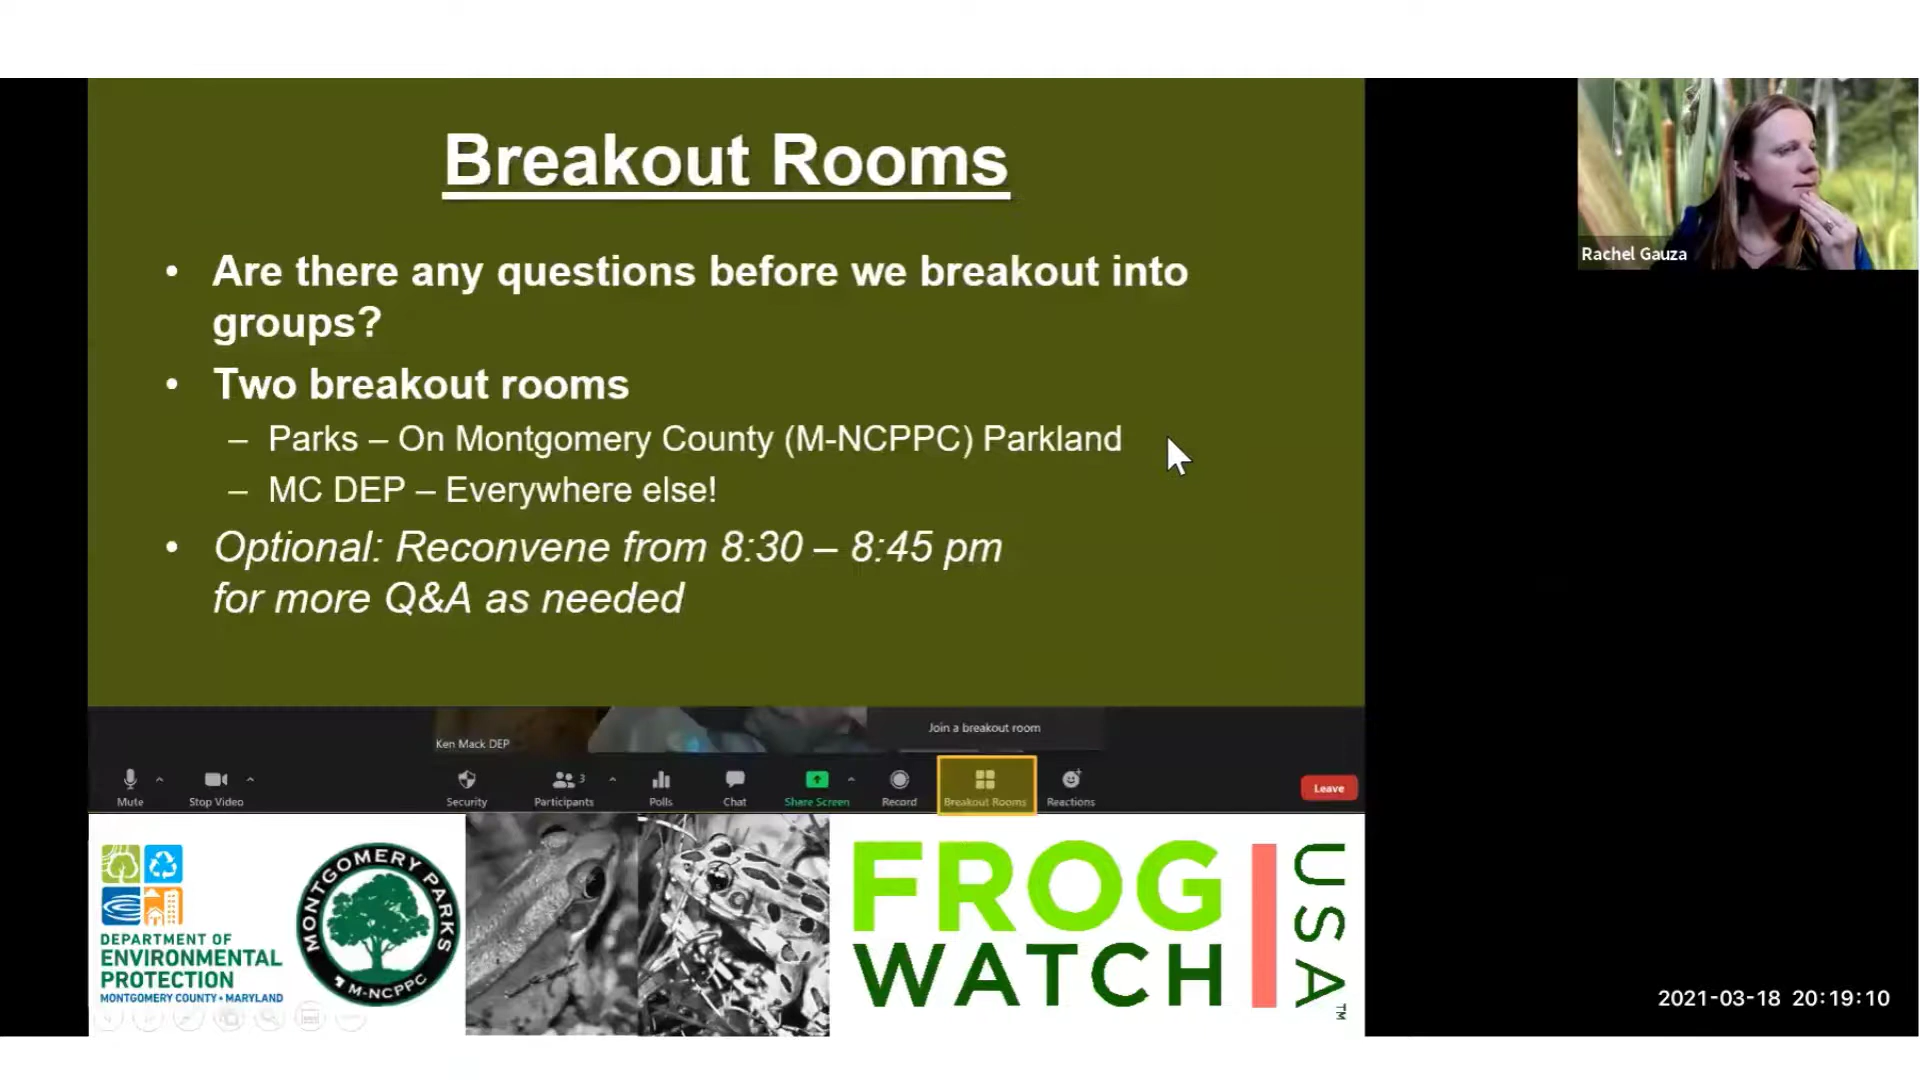 Breakout Rooms
• Are there any questions before we breakout into
groups?
• Two breakout rooms
– Parks – On Montgomery County (M-NCPPC) Parkland
– MC DEP – Everywhere else!
• Optional: Reconvene from 8:30 – 8:45 pm
for more Q&A as needed
Rachel Gauza
Join a breakout room
Ken Mack DEP
Mute
Stop Video
Security
3
Participants
Polls
Chat
Share Screen
Record
Breakout Rooms
Reactions
Leave
DEPARTMENT OF
ENVIRONMENTAL
PROTECTION
MONTGOMERY COUNTY • MARYLAND
MONTGOMERY PARKS
M-NCPPC
FROG
WATCH
USA™
2021-03-18 20:19:10